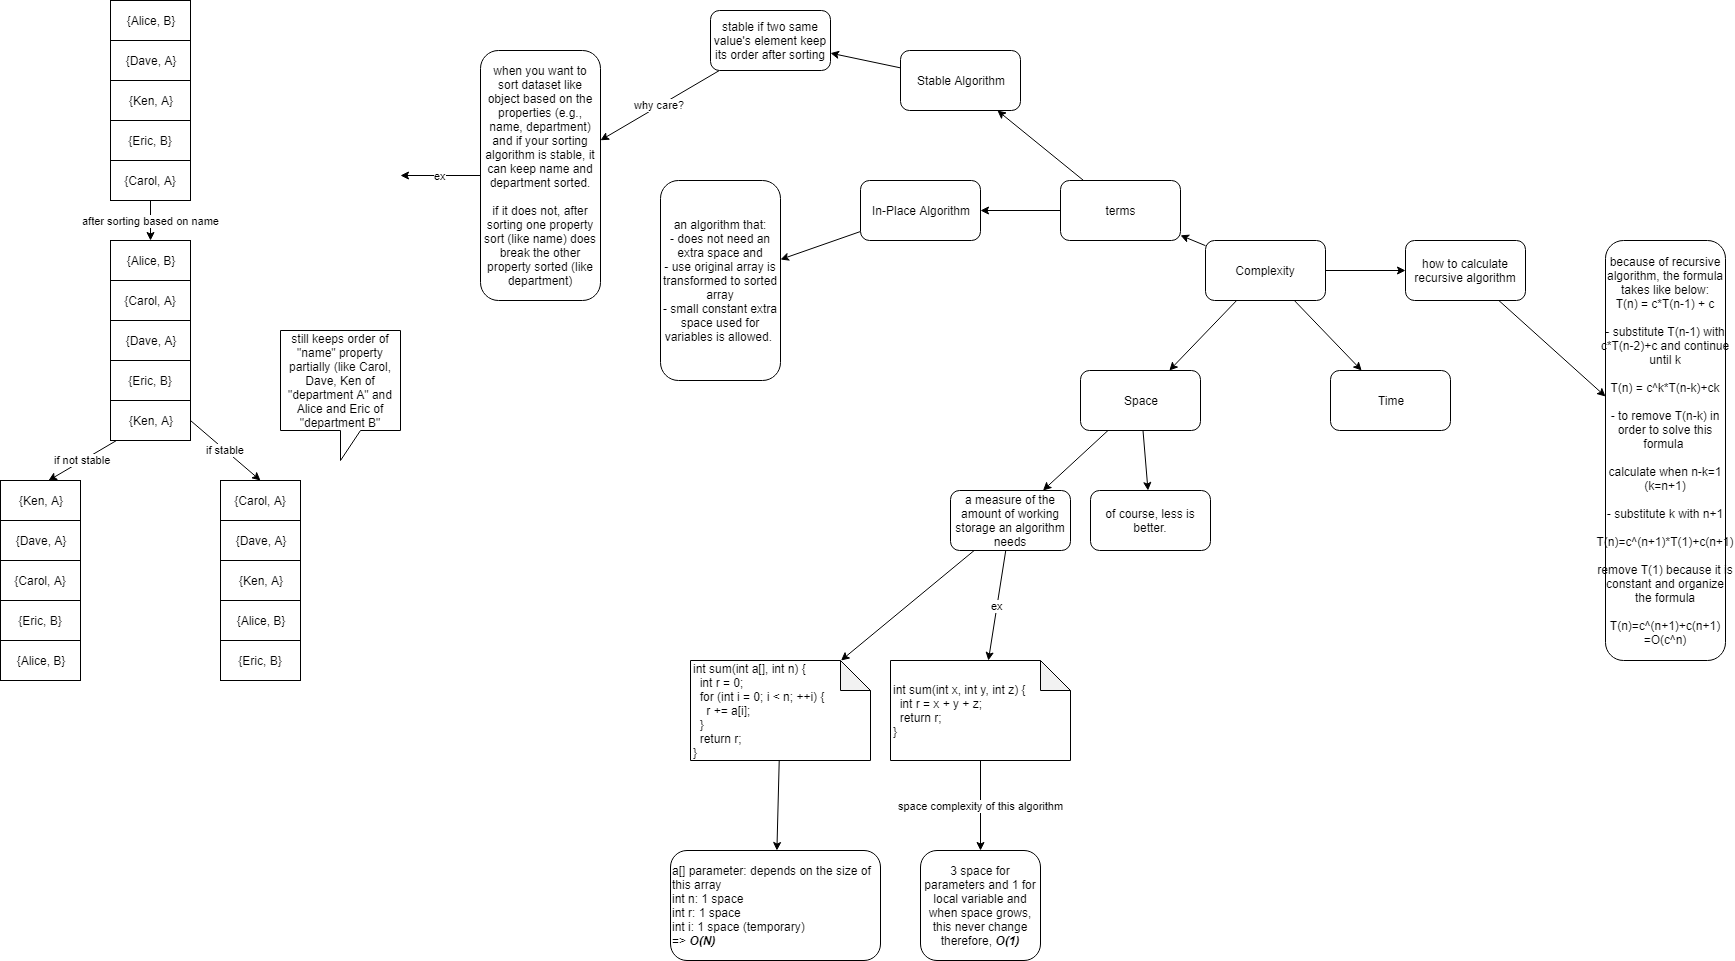 {Alice, B}
{Dave, A}
{Ken, A}
{Eric, B}
{Carol, A}
after sorting based on name
{Alice, B}
{Carol, A}
{Dave, A}
{Eric, B}
{Ken, A}
if not stable
if stable
{Ken, A}
{Dave, A}
{Carol, A}
{Eric, B}
{Alice, B}
{Carol, A}
{Dave, A}
{Ken, A}
{Alice, B}
{Eric, B}
still keeps order of
"name" property
partially (like Carol,
Dave, Ken of
"department A" and
Alice and Eric of
"department B"
ex
when you want to
sort dataset like
object based on the
properties (e.g.,
name, department)
and if your sorting
algorithm is stable, it
can keep name and
department sorted.
if it does not, after
sorting one property
sort (like name) does
break the other
property sorted (like
department)
why care?
stable if two same
value's element keep
its order after sorting
Stable Algorithm
an algorithm that:
- does not need an
extra space and
- use original array is
transformed to sorted
array
- small constant extra
space used for
variables is allowed.
In-Place Algorithm
terms
Complexity
how to calculate
recursive algorithm
because of recursive
algorithm, the formula
takes like below:
T(n) = c*T(n-1) + c
- substitute T(n-1) with
c*T(n-2)+c and continue
until k
T(n) = c^k*T(n-k)+ck
- to remove T(n-k) in
order to solve this
formula
calculate when n-k=1
(k=n+1)
- substitute k with n+1
T(n)=c^(n+1)*T(1)+c(n+1)
remove T(1) because it is
constant and organize
the formula
T(n)=c^(n+1)+c(n+1)
=O(c^n)
Space
Time
a measure of the
amount of working
storage an algorithm
needs
of course, less is
better.
ex
int sum(int a[], int n) {
int r = 0;
for (int i = 0; i < n; ++i) {
r += a[i];
}
return r;
}
int sum(int x, int y, int z) {
int r = x + y + z;
return r;
}
space complexity of this algorithm
a[] parameter: depends on the size of
this array
int n: 1 space
int r: 1 space
int i: 1 space (temporary)
=> O(N)
3 space for
parameters and 1 for
local variable and
when space grows,
this never change
therefore, O(1)